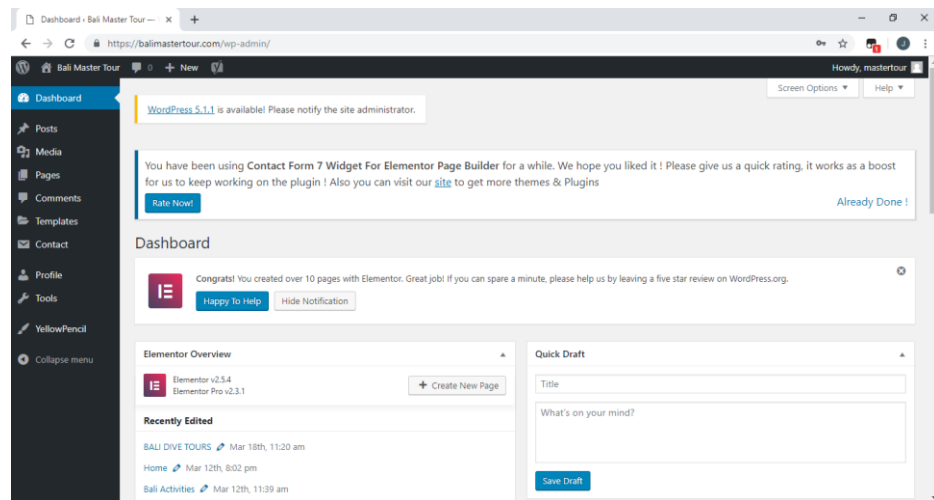 Dashboard ‹ Bali Master Tour —
https://balimastertour.com/wp-admin/
Bali Master Tour 0 + New
Howdy, mastertour
Screen Options ▼ Help ▼
Dashboard
Posts
Media
Pages
Comments
Templates
Contact
Profile
Tools
YellowPencil
Collapse menu
WordPress 5.1.1 is available! Please notify the site administrator.
You have been using Contact Form 7 Widget For Elementor Page Builder for a while. We hope you liked it ! Please give us a quick rating, it works as a boost
for us to keep working on the plugin ! Also you can visit our site to get more themes & Plugins
Rate Now! Already Done !
Dashboard
Congrats! You created over 10 pages with Elementor. Great job! If you can spare a minute, please help us by leaving a five star review on WordPress.org.
Happy To Help Hide Notification
Elementor Overview
Elementor v2.5.4
Elementor Pro v2.3.1
+ Create New Page
Recently Edited
BALI DIVE TOURS Mar 18th, 11:20 am
Home Mar 12th, 8:02 pm
Bali Activities Mar 12th, 11:39 am
Quick Draft
Title
What's on your mind?
Save Draft